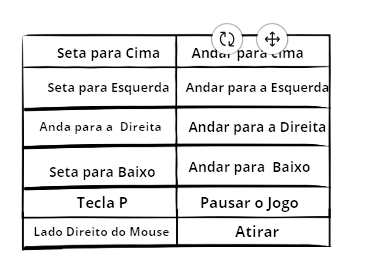 Seta para Cima Andar para cima
Seta para Esquerda Andar para a Esquerda
Anda para a Direita Andar para a Direita
Seta para Baixo Andar para Baixo
Tecla P Pausar o Jogo
Lado Direito do Mouse Atirar